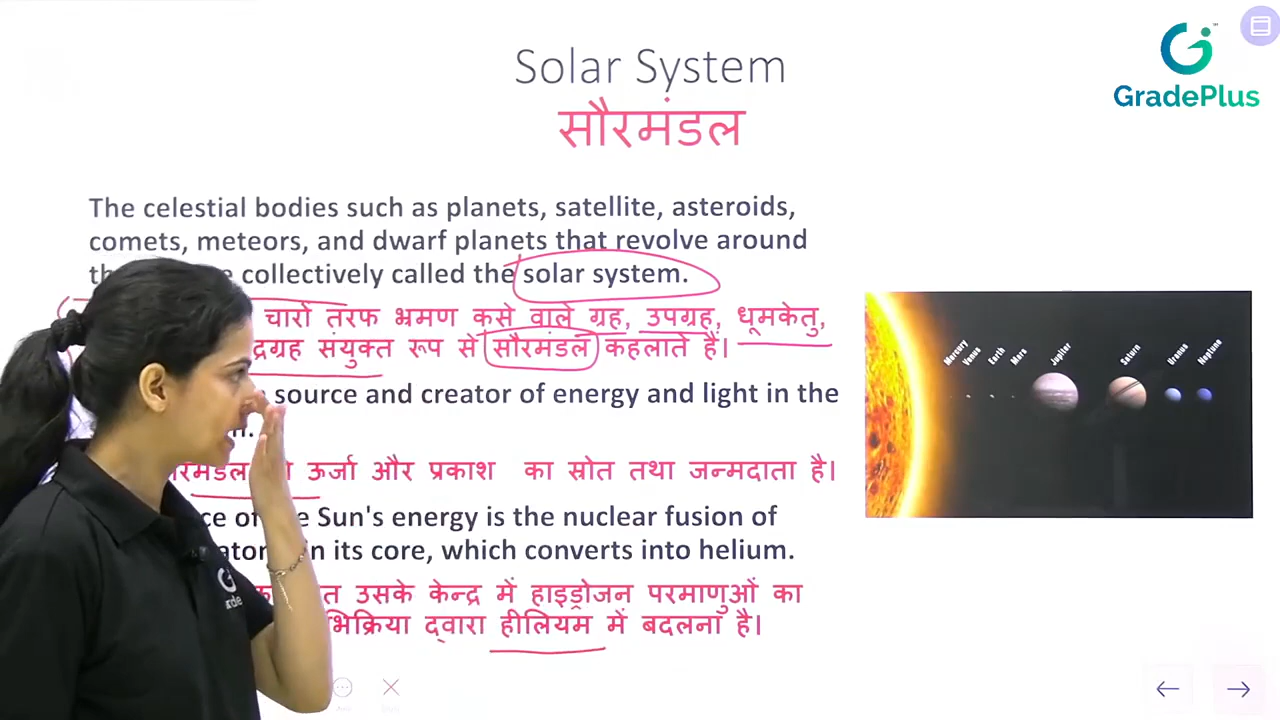 GradePlus
Solar System
सौरमंडल
The celestial bodies such as planets, satellite, asteroids,
comets, meteors, and dwarf planets that revolve around
collectively called the solar system.
चारो तरफ भ्रमण कसे वाले ग्रह, उपग्रह, धूमकेतु,
संयुक्त रूप से सौरमंडल कहलाते हैं।
source and creator of energy and light in the
ऊर्जा और प्रकाश का स्रोत तथा जन्मदाता है।
Sun's energy is the nuclear fusion of
in its core, which converts into helium.
उसके केन्द्र में हाइड्रोजन परमाणुओं का
द्वारा हीलियम में बदलना है।
Mercury
Venus
Earth
Mars
Jupiter
Saturn
Uranus
Neptune